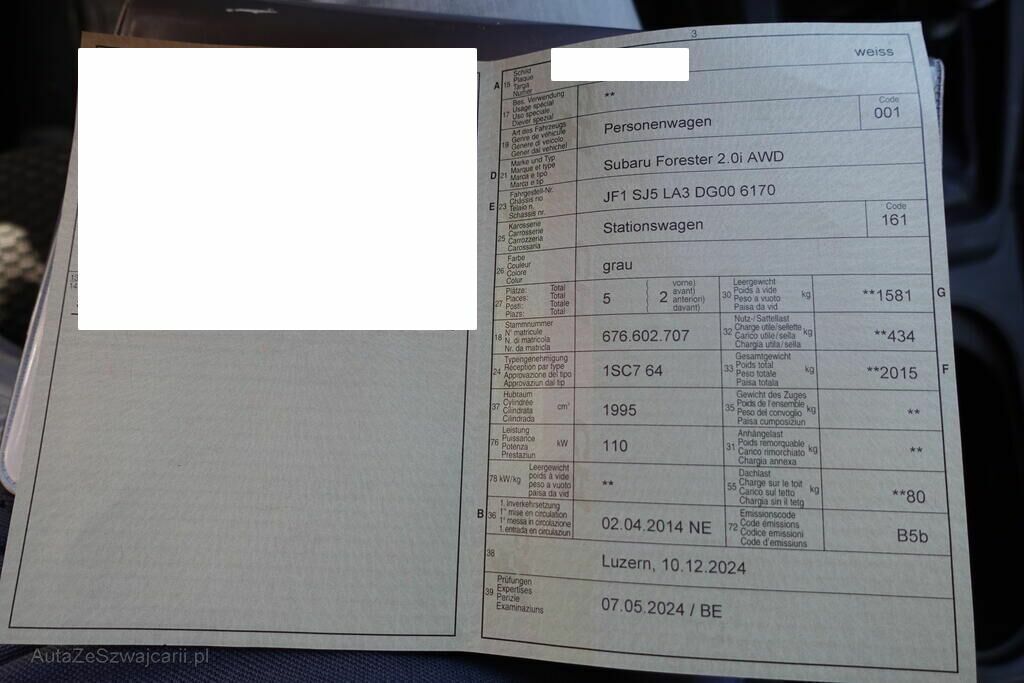 3
A 15 Schild
Plaque
Targa
Numer
weiss
17 Bes. Verwendung
Usage spécial
Uso speciale
Diever spezial
**
19 Art des Fahrzeugs
Genre de véhicule
Genere di veicolo
Gener dal vehichel
Personenwagen
Code
001
D 21 Marke und Typ
Marque et type
Marca e tipo
Marca e tip
Subaru Forester 2.0i AWD
E 23 Fahrgestell-Nr.
Châssis no
Telaio n.
Schassis nr.
JF1 SJ5 LA3 DG00 6170
25 Karosserie
Carrosserie
Carrozzeria
Carossaria
Stationswagen
Code
161
26 Farbe
Couleur
Colore
Colur
grau
13
14
27 Plätze: Total
Places: Total
Posti: Totale
Plazs: Total
5
( 2 vorne)
avant)
anteriori)
davant)
30 Leergewicht
Poids à vide
Peso a vuoto
Paisa da vid
kg
**1581
G
18 Stammnummer
N° matricule
N. di matricola
Nr. da matricla
676.602.707
32 Nutz-/Sattellast
Charge utile/sellette
Carico utile/sella
Chargia utila/sella
kg
**434
24 Typengenehmigung
Réception par type
Approvazione del tipo
Approvaziun dal tip
1SC7 64
33 Gesamtgewicht
Poids total
Peso totale
Paisa totala
kg
**2015
F
37 Hubraum
Cylindrée
Cilindrata
Cilindrada
cm³
1995
35 Gewicht des Zuges
Poids de l'ensemble
Peso del convoglio
Paisa cumposiziun
kg
**
76 Leistung
Puissance
Potenza
Prestaziun
kW
110
31 Anhängelast
Poids remorquable
Carico rimorchiato
Chargia annexa
kg
**
78 kW/kg Leergewicht
poids à vide
peso a vuoto
paisa da vid
**
55 Dachlast
Charge sur le toit
Carico sul tetto
Chargia sin il tetg
kg
**80
B 36 1. Inverkehrsetzung
1re mise en circulation
1a messa in circolazione
1. entrada en circulaziun
02.04.2014 NE
72 Emissionscode
Code émissions
Codice emissioni
Code d'emissiuns
B5b
38
Luzern, 10.12.2024
39 Prüfungen
Expertises
Perizie
Examinaziuns
07.05.2024 / BE
AutaZeSzwajcarii.pl